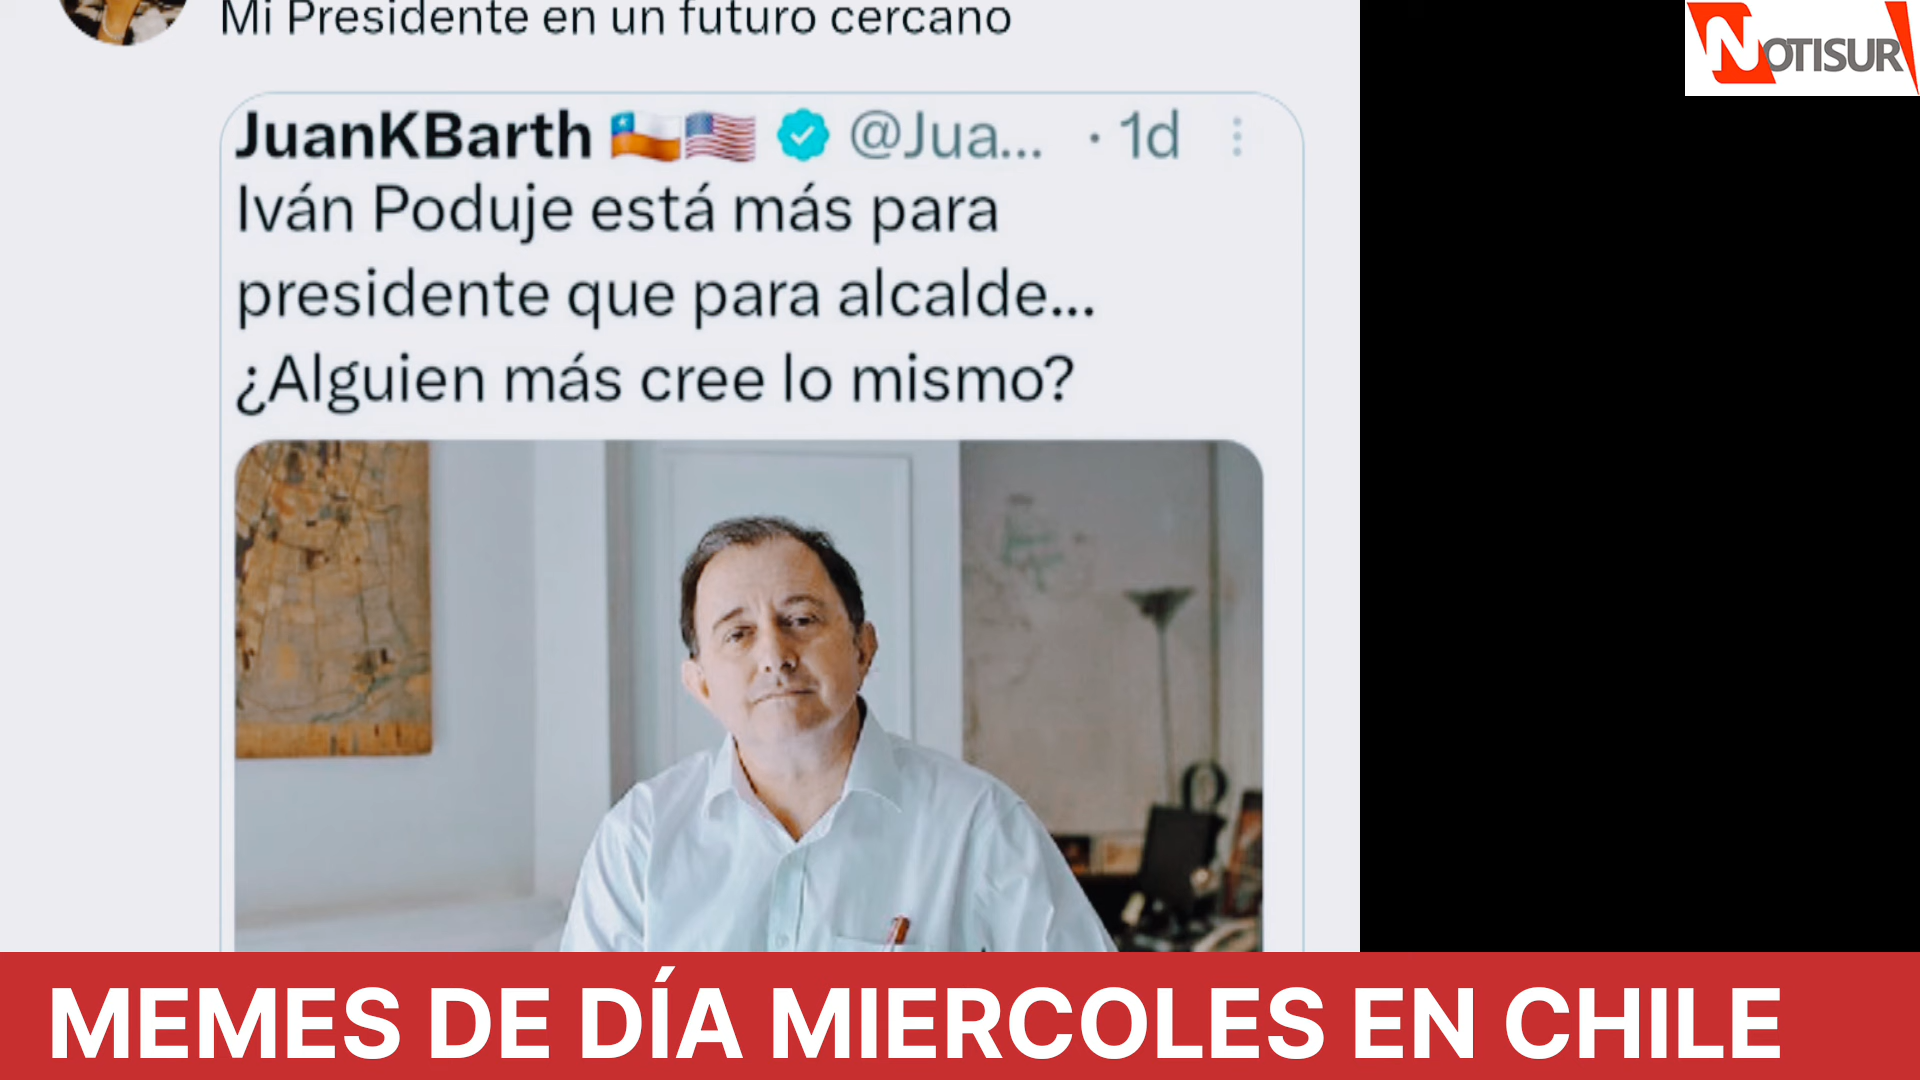 Mi Presidente en un futuro cercano
NOTISUR
JuanKBarth 🇨🇱🇺🇸 @Jua... · 1d
Iván Poduje está más para
presidente que para alcalde...
¿Alguien más cree lo mismo?
MEMES DE DÍA MIERCOLES EN CHILE